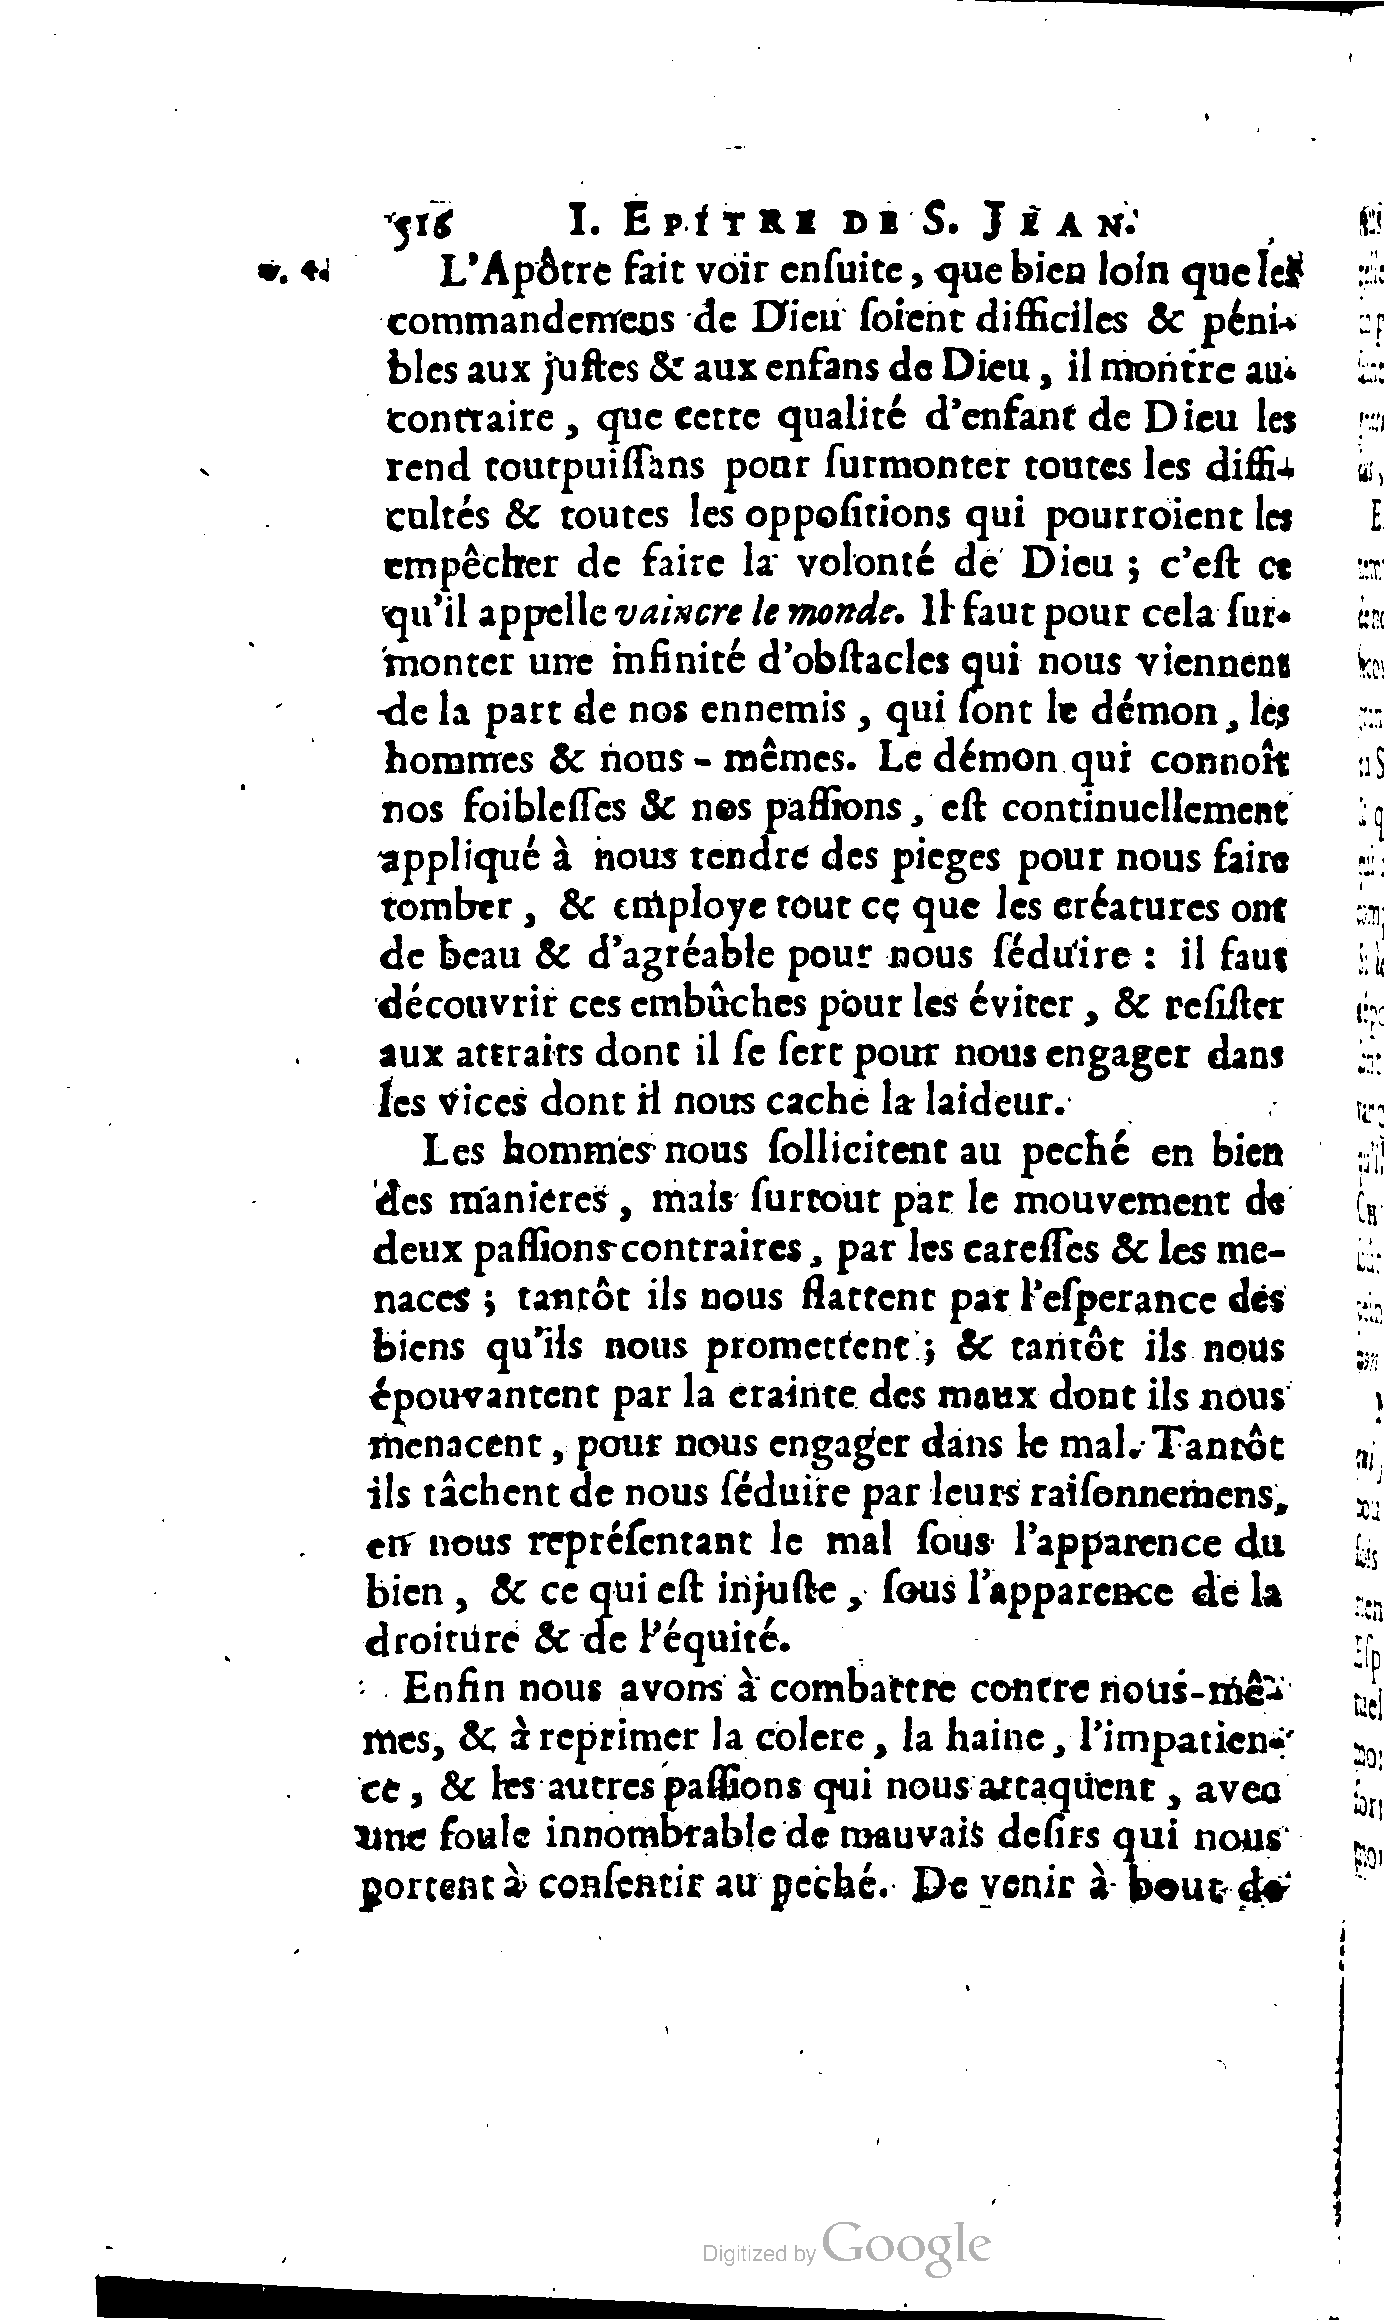 516 I. EPÍTRE DE S. JEAN.
v. 4. L'Apôtre fait voir enſuite, que bien loin que les
commandemens de Dieu ſoient difficiles & péni-
bles aux juſtes & aux enfans de Dieu, il montre au
contraire, que cette qualité d'enfant de Dieu les
rend toutpuiſſans pour ſurmonter toutes les diffi-
cultés & toutes les oppoſitions qui pourroient les
empêcher de faire la volonté de Dieu ; c'eſt ce
qu'il appelle vaincre le monde. Il faut pour cela ſur-
monter une infinité d'obſtacles qui nous viennent
de la part de nos ennemis, qui ſont le démon, les
hommes & nous-mêmes. Le démon qui connoît
nos foibleſſes & nos paſſions, eſt continuellement
appliqué à nous tendre des pieges pour nous faire
tomber, & employe tout ce que les créatures ont
de beau & d'agréable pour nous ſéduire : il faut
découvrir ces embûches pour les éviter, & reſiſter
aux attraits dont il ſe ſert pour nous engager dans
les vices dont il nous cache la laideur.
Les hommes nous ſollicitent au peché en bien
des manieres, mais ſurtout par le mouvement de
deux paſſions contraires, par les careſſes & les me-
naces ; tantôt ils nous flattent par l'eſperance des
biens qu'ils nous promettent ; & tantôt ils nous
épouvantent par la crainte des maux dont ils nous
menacent, pour nous engager dans le mal. Tantôt
ils tâchent de nous ſéduire par leurs raiſonnemens,
en nous repréſentant le mal ſous l'apparence du
bien, & ce qui eſt injuſte, ſous l'apparence de la
droiture & de l'équité.
Enfin nous avons à combattre contre nous-mê-
mes, & à reprimer la colere, la haine, l'impatien-
ce, & les autres paſſions qui nous attaquent, avec
une foule innombrable de mauvais deſirs qui nous
portent à conſentir au peché. De venir à bout de
Digitized by Google